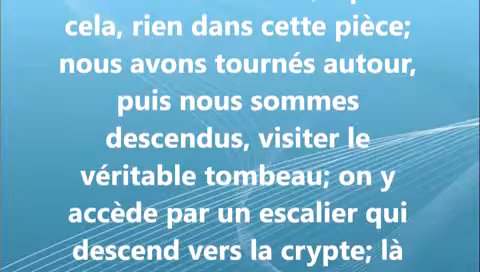 cela, rien dans cette pièce;
nous avons tournés autour,
puis nous sommes
descendus, visiter le
véritable tombeau; on y
accède par un escalier qui
descend vers la crypte; là